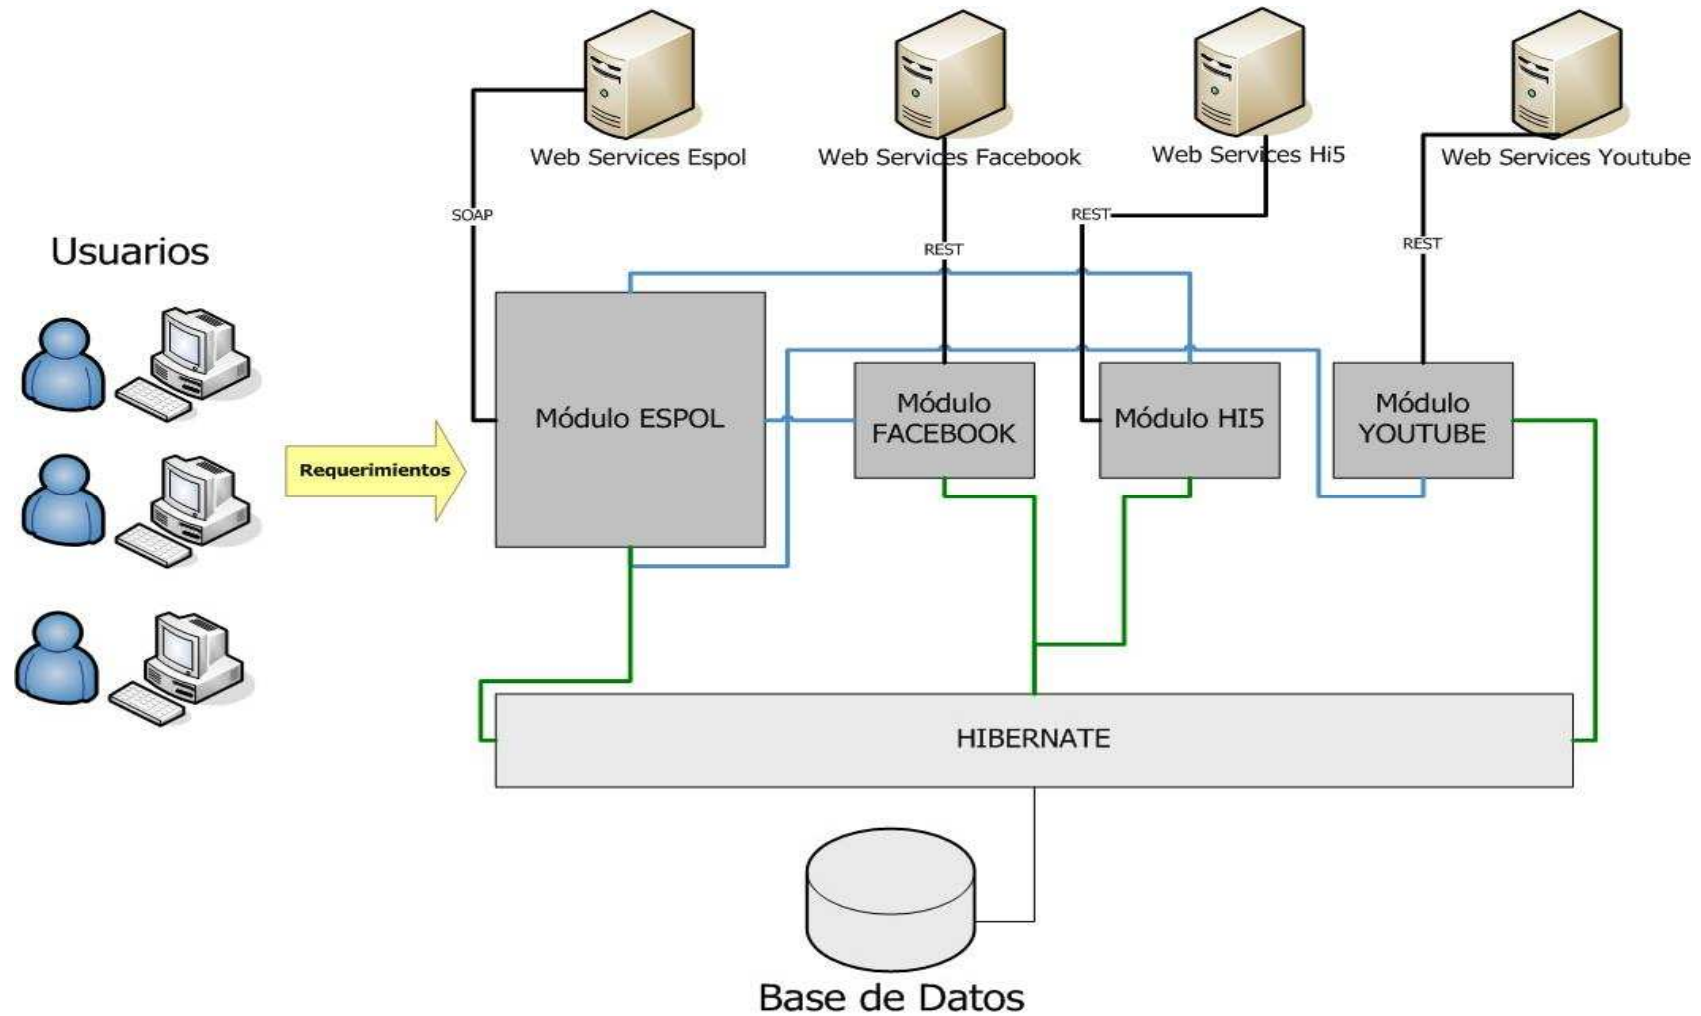 Web Services Espol
Web Services Facebook
Web Services Hi5
Web Services Youtube
SOAP
REST
REST
REST
Usuarios
Requerimientos
Módulo ESPOL
Módulo
FACEBOOK
Módulo HI5
Módulo
YOUTUBE
HIBERNATE
Base de Datos